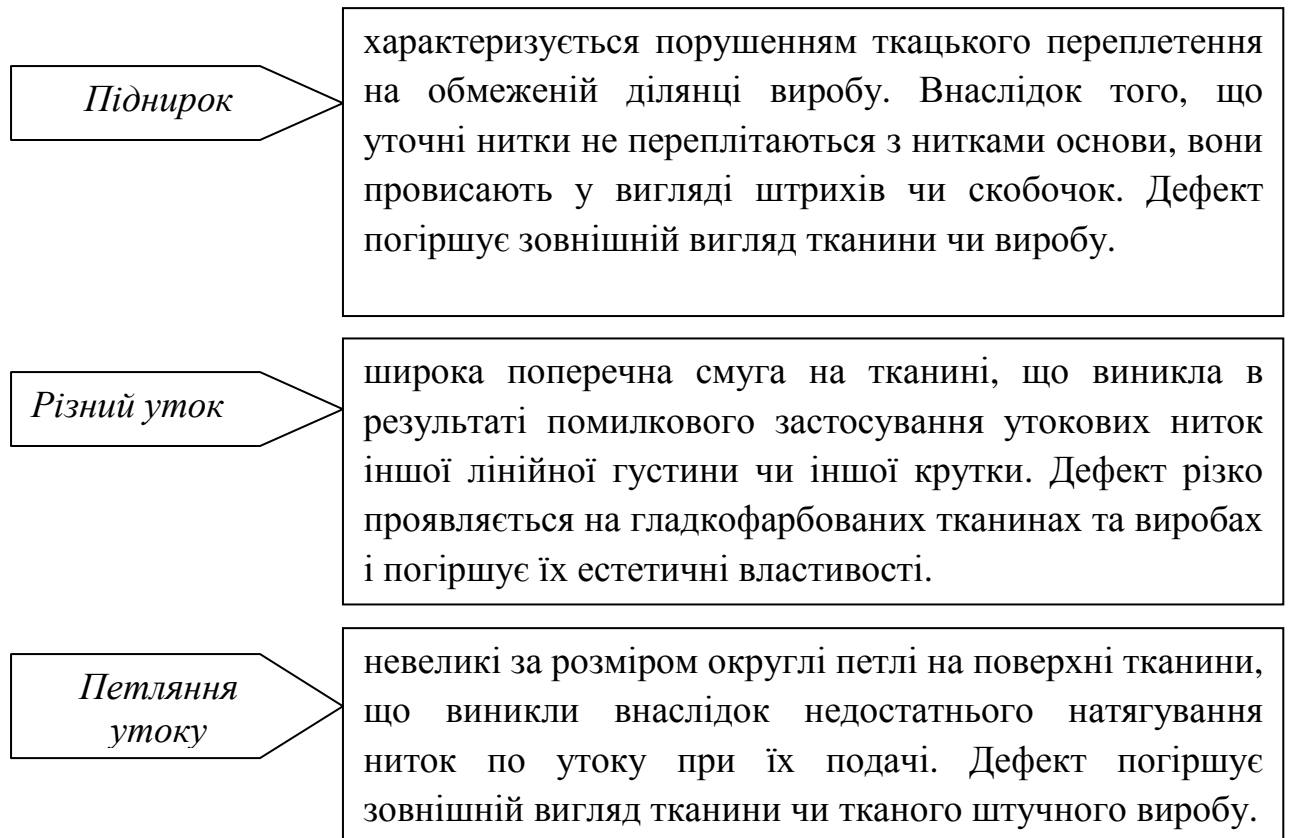 Піднирок
характеризується порушенням ткацького переплетення
на обмеженій ділянці виробу. Внаслідок того, що
уточні нитки не переплітаються з нитками основи, вони
провисають у вигляді штрихів чи скобочок. Дефект
погіршує зовнішній вигляд тканини чи виробу.
Різний уток
широка поперечна смуга на тканині, що виникла в
результаті помилкового застосування утокових ниток
іншої лінійної густини чи іншої крутки. Дефект різко
проявляється на гладкофарбованих тканинах та виробах
і погіршує їх естетичні властивості.
Петляння
утоку
невеликі за розміром округлі петлі на поверхні тканини,
що виникли внаслідок недостатнього натягування
ниток по утоку при їх подачі. Дефект погіршує
зовнішній вигляд тканини чи тканого штучного виробу.